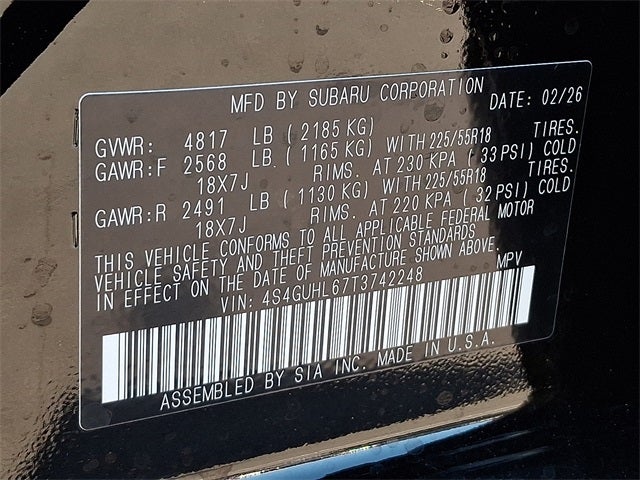 MFD BY SUBARU CORPORATION DATE: 02/26
GVWR: 4817 LB ( 2185 KG)
GAWR:F 2568 LB ( 1165 KG) WITH 225/55R18 TIRES.
18X7J RIMS. AT 230 KPA ( 33 PSI) COLD
GAWR:R 2491 LB ( 1130 KG) WITH 225/55R18 TIRES.
18X7J RIMS. AT 220 KPA ( 32 PSI) COLD
THIS VEHICLE CONFORMS TO ALL APPLICABLE FEDERAL MOTOR
VEHICLE SAFETY AND THEFT PREVENTION STANDARDS
IN EFFECT ON THE DATE OF MANUFACTURE SHOWN ABOVE.
VIN: 4S4GUHL67T3742248 MPV
ASSEMBLED BY SIA INC. MADE IN U.S.A.